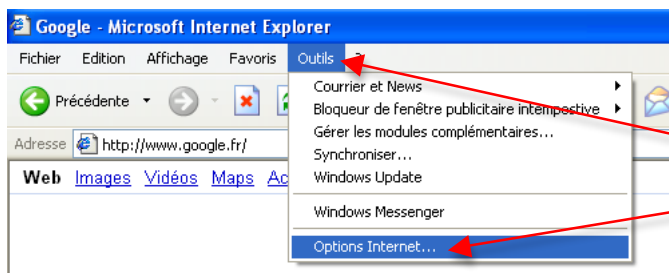 Google - Microsoft Internet Explorer
Fichier Edition Affichage Favoris Outils ?
Précédente
Adresse http://www.google.fr/
Web Images Vidéos Maps Ac
Courrier et News
Bloqueur de fenêtre publicitaire intempestive
Gérer les modules complémentaires...
Synchroniser...
Windows Update
Windows Messenger
Options Internet...